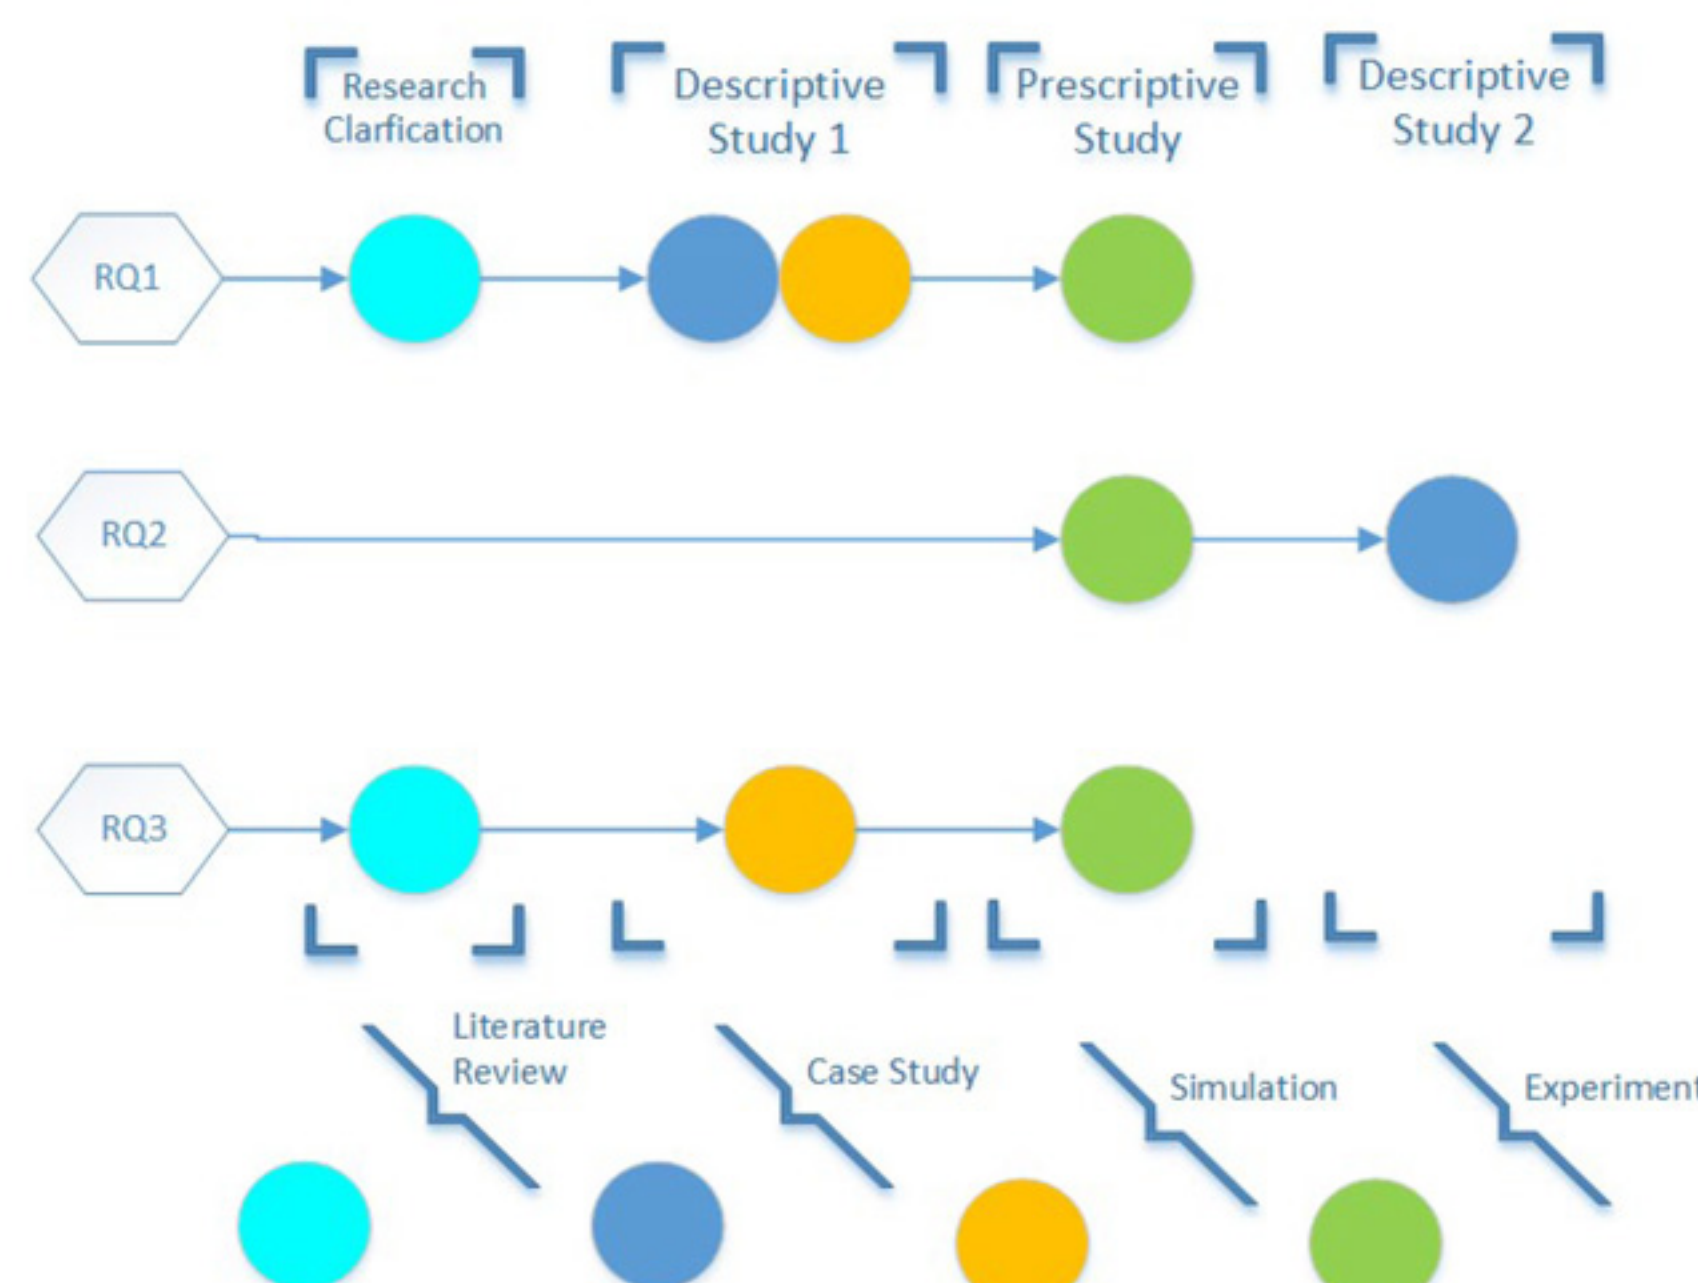 Research
Clarfication
Descriptive
Study 1
Prescriptive
Study
Descriptive
Study 2
RQ1
RQ2
RQ3
Literature
Review
Case Study
Simulation
Experiment